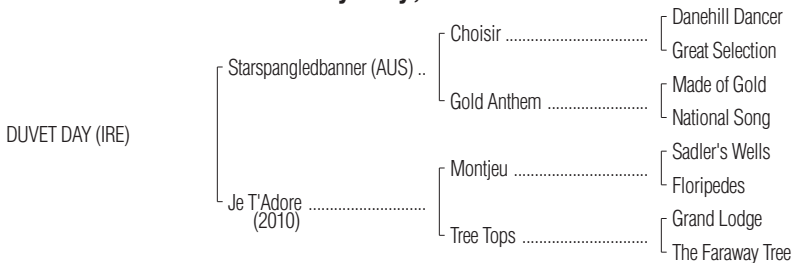 Danehill Dancer
Choisir ........................................
Great Selection
Starspangledbanner (AUS) ..
Made of Gold
Gold Anthem ............................
National Song
DUVET DAY (IRE)
Sadler's Wells
Montjeu ......................................
Floripedes
Je T'Adore .................................
(2010)
Grand Lodge
Tree Tops ...................................
The Faraway Tree